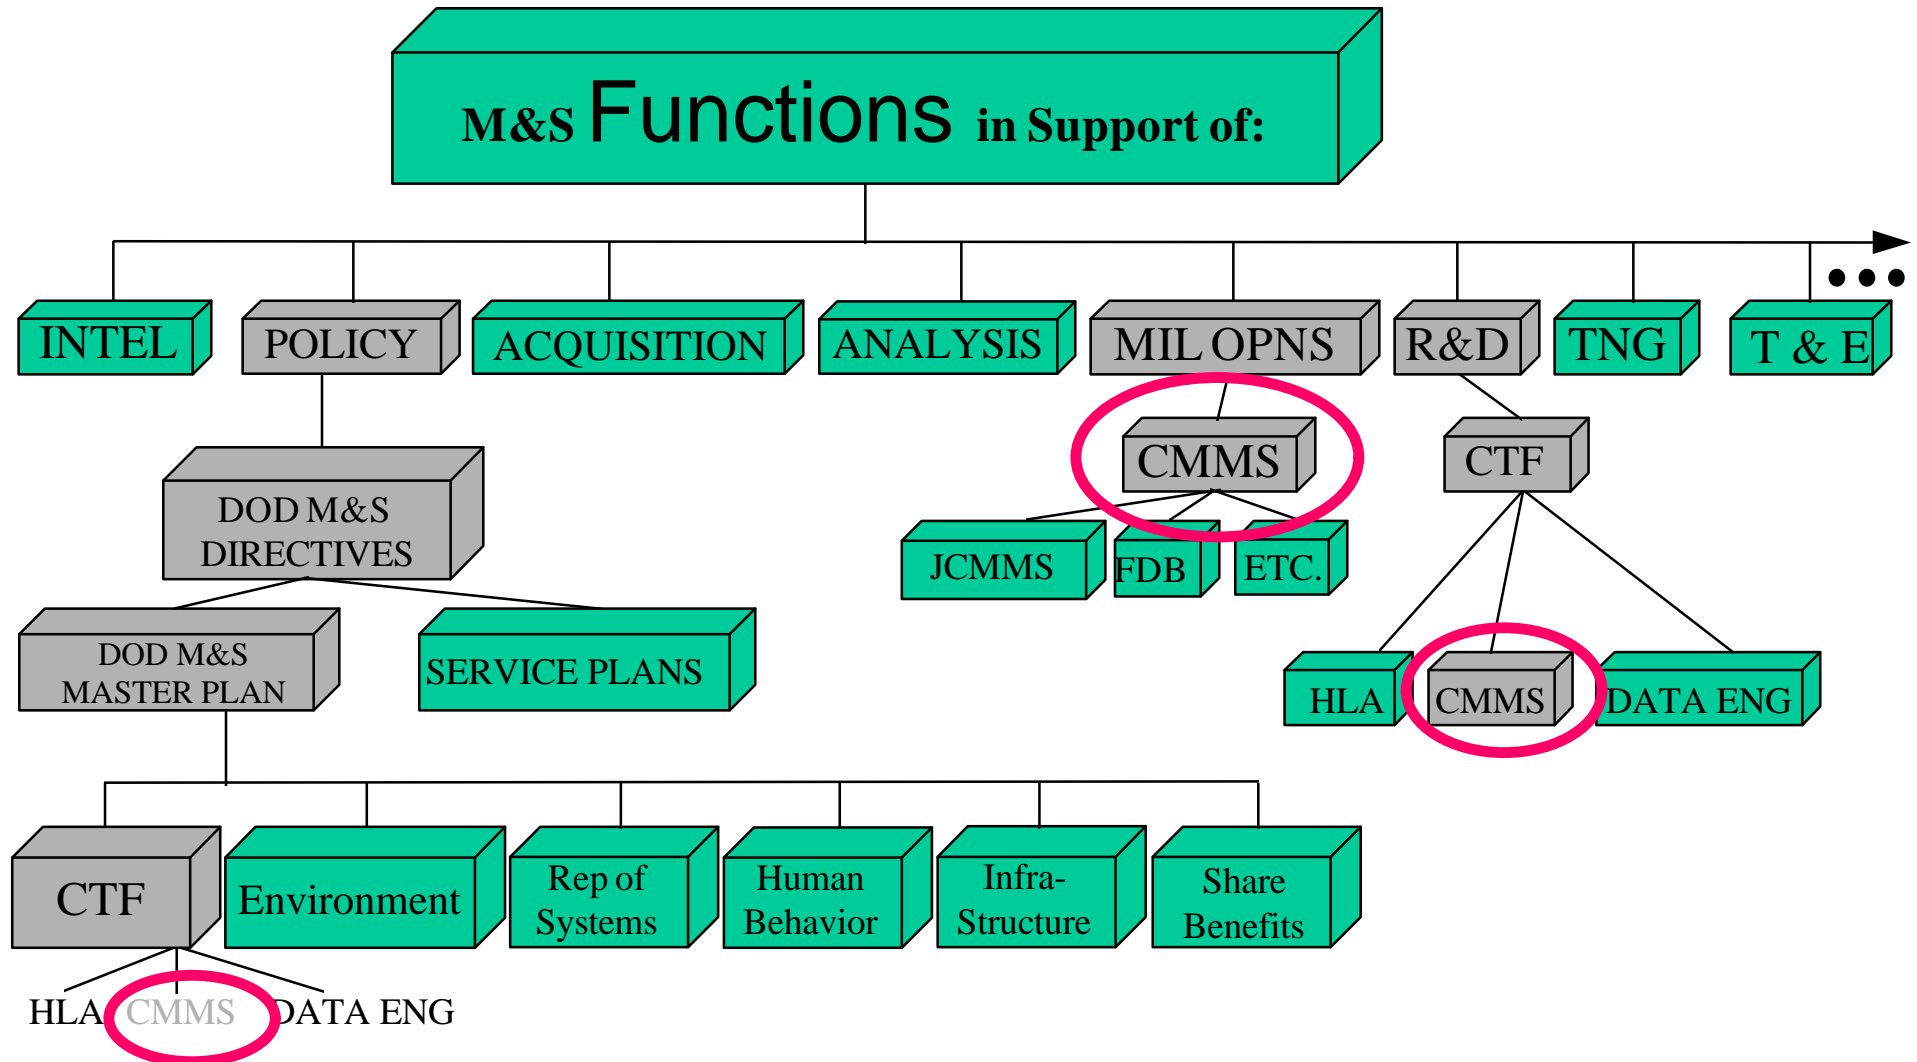 M&S Functions in Support of:
INTEL
POLICY
ACQUISITION
ANALYSIS
MIL OPNS
R&D
TNG
T & E
•••
CMMS
CTF
DOD M&S
DIRECTIVES
JCMMS
FDB
ETC.
DOD M&S
MASTER PLAN
SERVICE PLANS
HLA
CMMS
DATA ENG
CTF
Environment
Rep of
Systems
Human
Behavior
Infra-
Structure
Share
Benefits
HLA
CMMS
DATA ENG